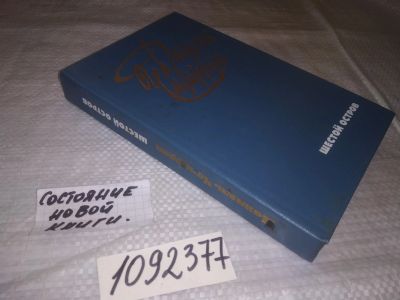 ШЕСТОЙ ОСТРОВ
ШЕСТОЙ ОСТРОВ
СОСТОЯНИЕ
НОВОЙ
КНИГИ.
1092377